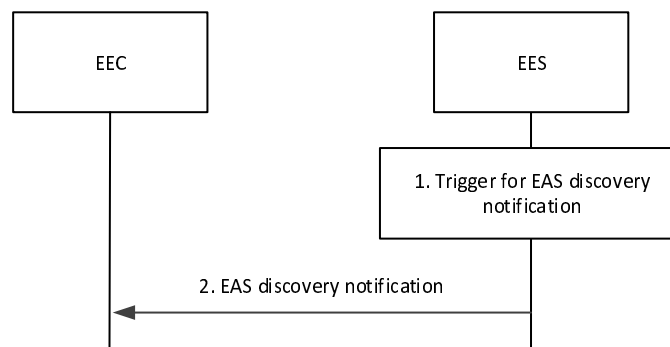 EEC
EES
1. Trigger for EAS discovery
notification
2. EAS discovery notification